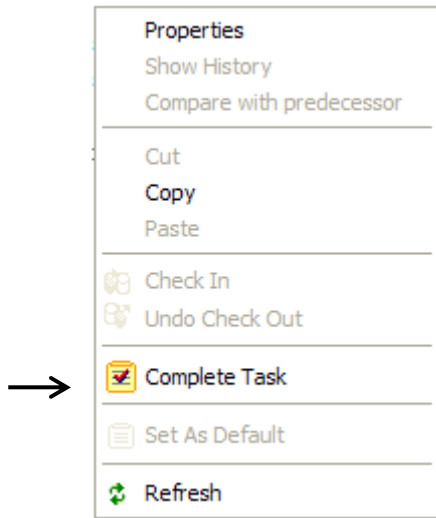 Properties
Show History
Compare with predecessor
Cut
Copy
Paste
Check In
Undo Check Out
Complete Task
Set As Default
Refresh